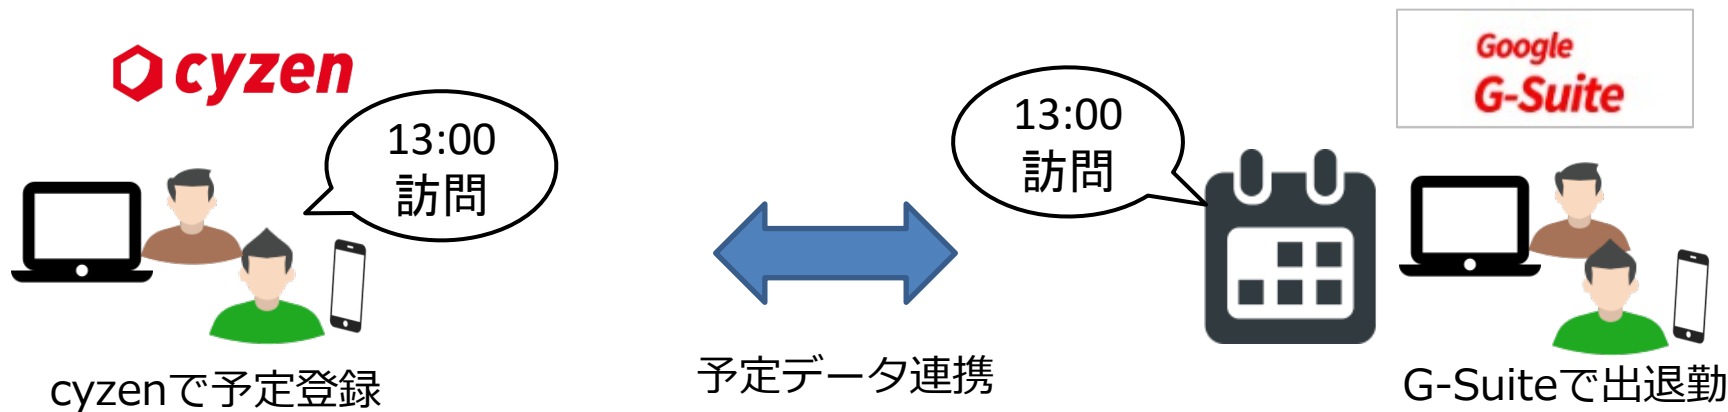 cyzen
13:00
訪問
13:00
訪問
Google
G-Suite
cyzenで予定登録
予定データ連携
G-Suiteで出退勤